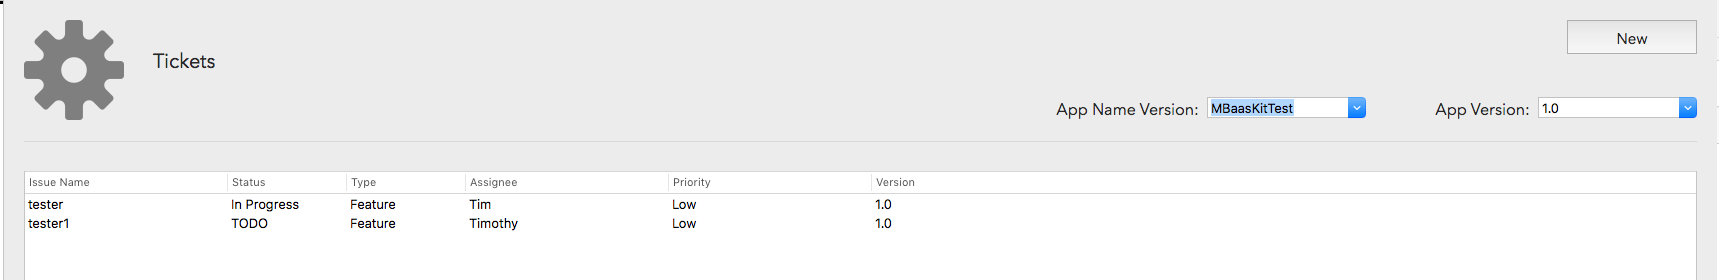 Tickets
New
App Name Version: MBaasKitTest App Version: 1.0
Issue Name Status Type Assignee Priority Version
tester In Progress Feature Tim Low 1.0
tester1 TODO Feature Timothy Low 1.0